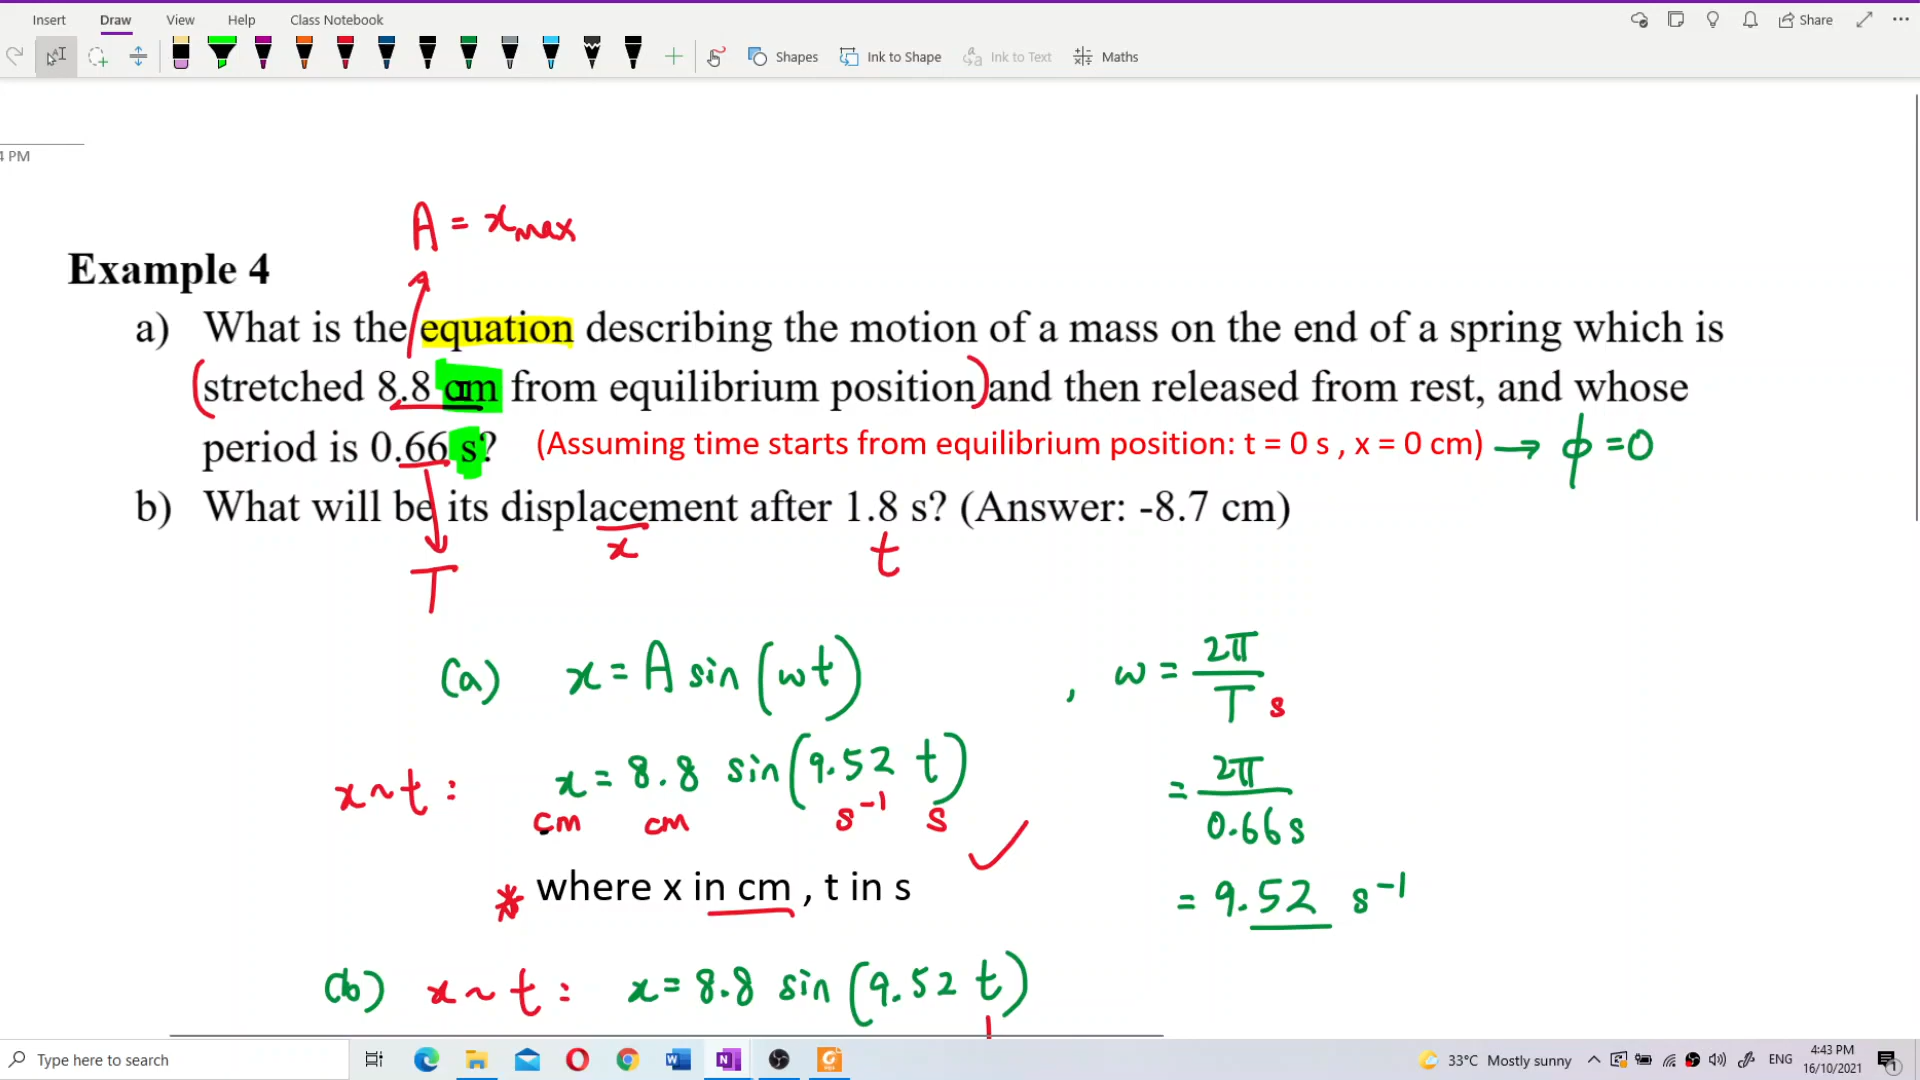 Insert Draw View Help Class Notebook Share
Shapes Ink to Shape Ink to Text Maths
4 PM
A = xmax
Example 4
a) What is the equation describing the motion of a mass on the end of a spring which is
(stretched 8.8 cm from equilibrium position) and then released from rest, and whose
period is 0.66 s? (Assuming time starts from equilibrium position: t = 0 s , x = 0 cm) → ϕ = 0
b) What will be its displacement after 1.8 s? (Answer: -8.7 cm)
x t
T
(a) x = A sin (ωt) , ω = 2π / T s
x ~ t : x = 8.8 sin (9.52 t) = 2π / 0.66 s
cm cm s⁻¹ s
* where x in cm , t in s ✓ = 9.52 s⁻¹
(b) x ~ t : x = 8.8 sin (9.52 t)
Type here to search 33°C Mostly sunny ENG 4:43 PM
16/10/2021